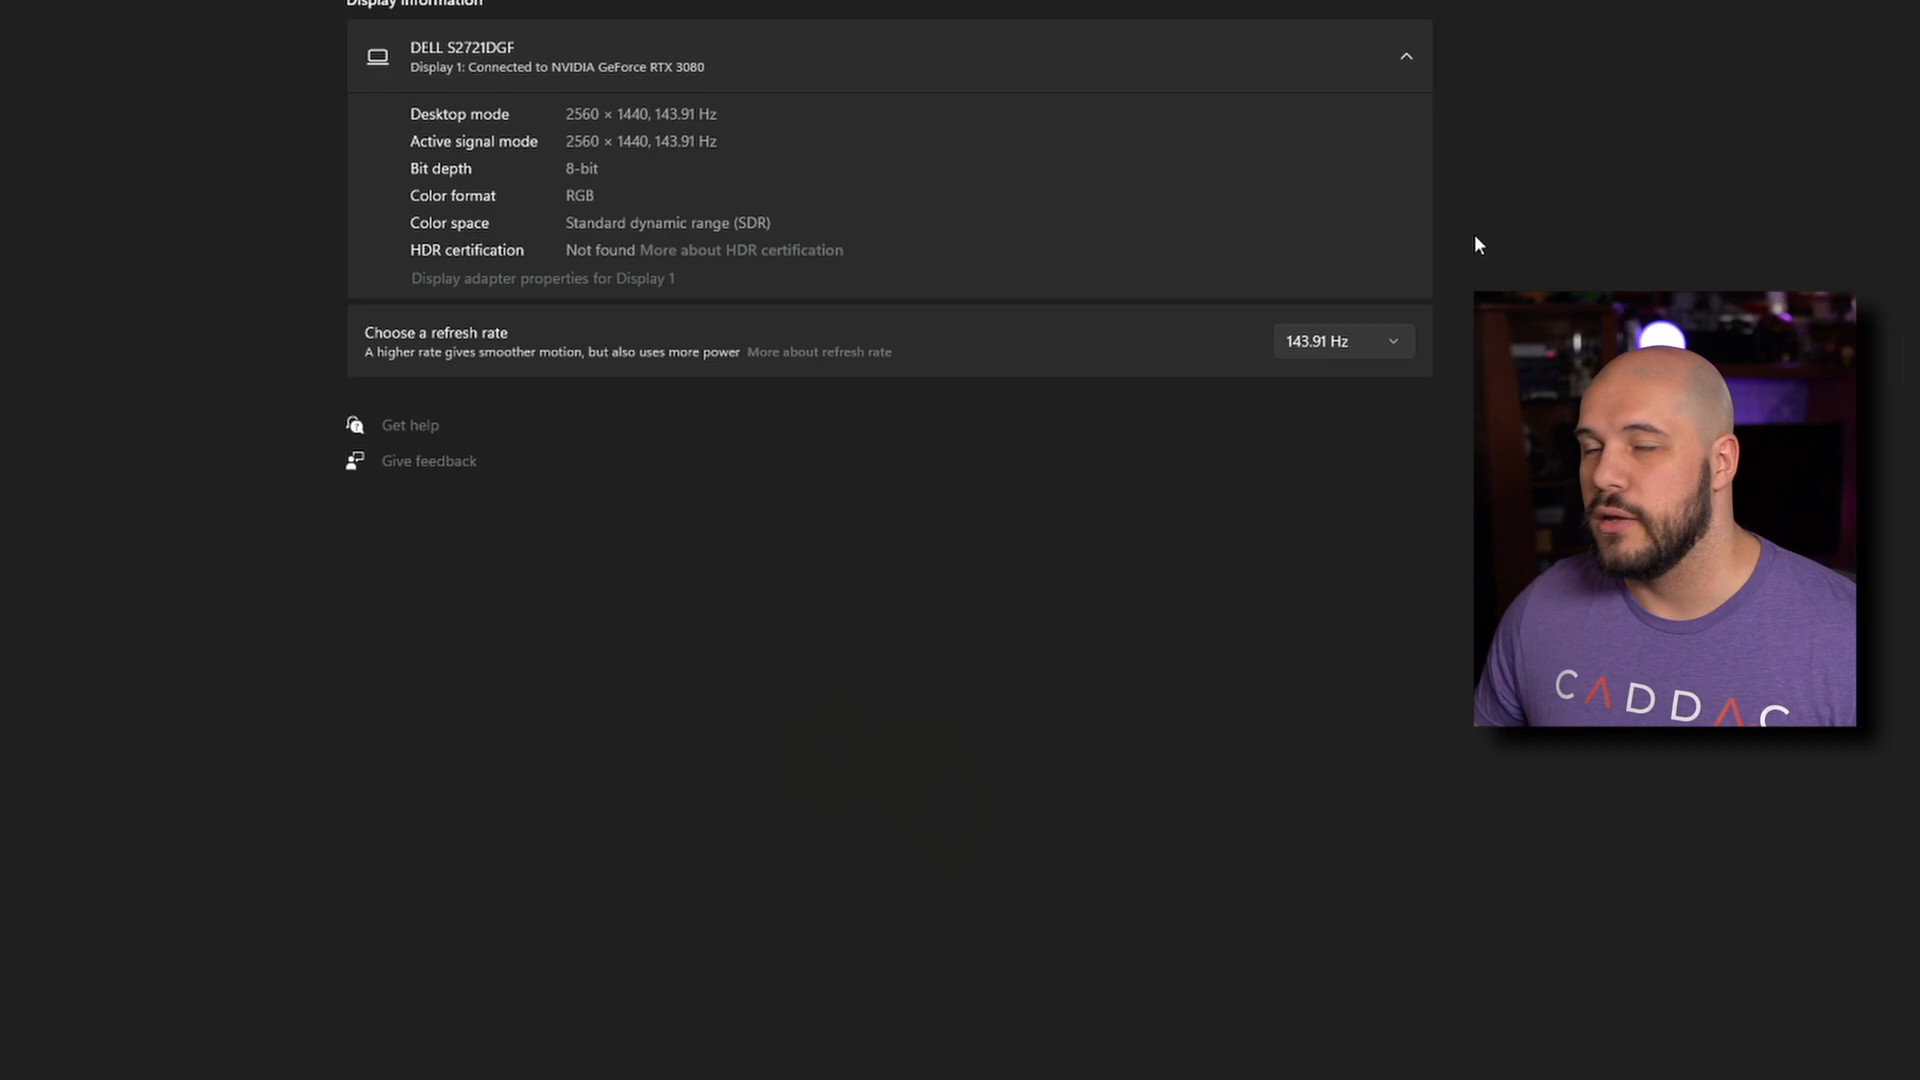 Display information
DELL S2721DGF
Display 1: Connected to NVIDIA GeForce RTX 3080
Desktop mode 2560 × 1440, 143.91 Hz
Active signal mode 2560 × 1440, 143.91 Hz
Bit depth 8-bit
Color format RGB
Color space Standard dynamic range (SDR)
HDR certification Not found More about HDR certification
Display adapter properties for Display 1
Choose a refresh rate
A higher rate gives smoother motion, but also uses more power More about refresh rate
143.91 Hz
Get help
Give feedback
CADDAC